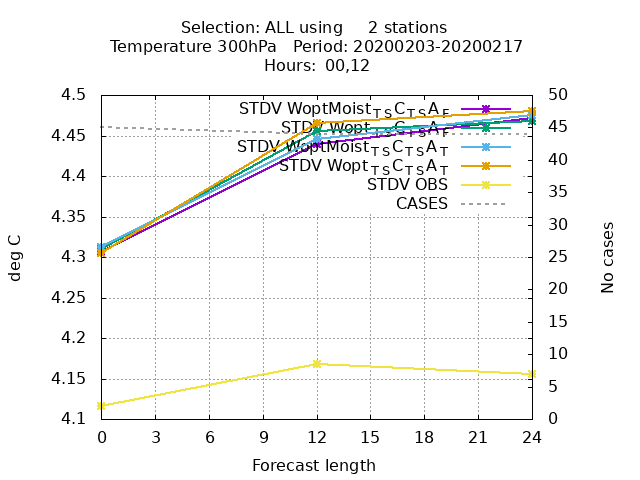 Selection: ALL using 2 stations
Temperature 300hPa Period: 20200203-20200217
Hours: 00,12
4.5
4.45
4.4
4.35
4.3
4.25
4.2
4.15
4.1
deg C
50
45
40
35
30
25
20
15
10
5
0
No cases
STDV WoptMoist_TSC_TSA_F
STDV Wopt_TSC_TSA_F
STDV WoptMoist_TSC_TSA_T
STDV Wopt_TSC_TSA_T
STDV OBS
CASES
0 3 6 9 12 15 18 21 24
Forecast length